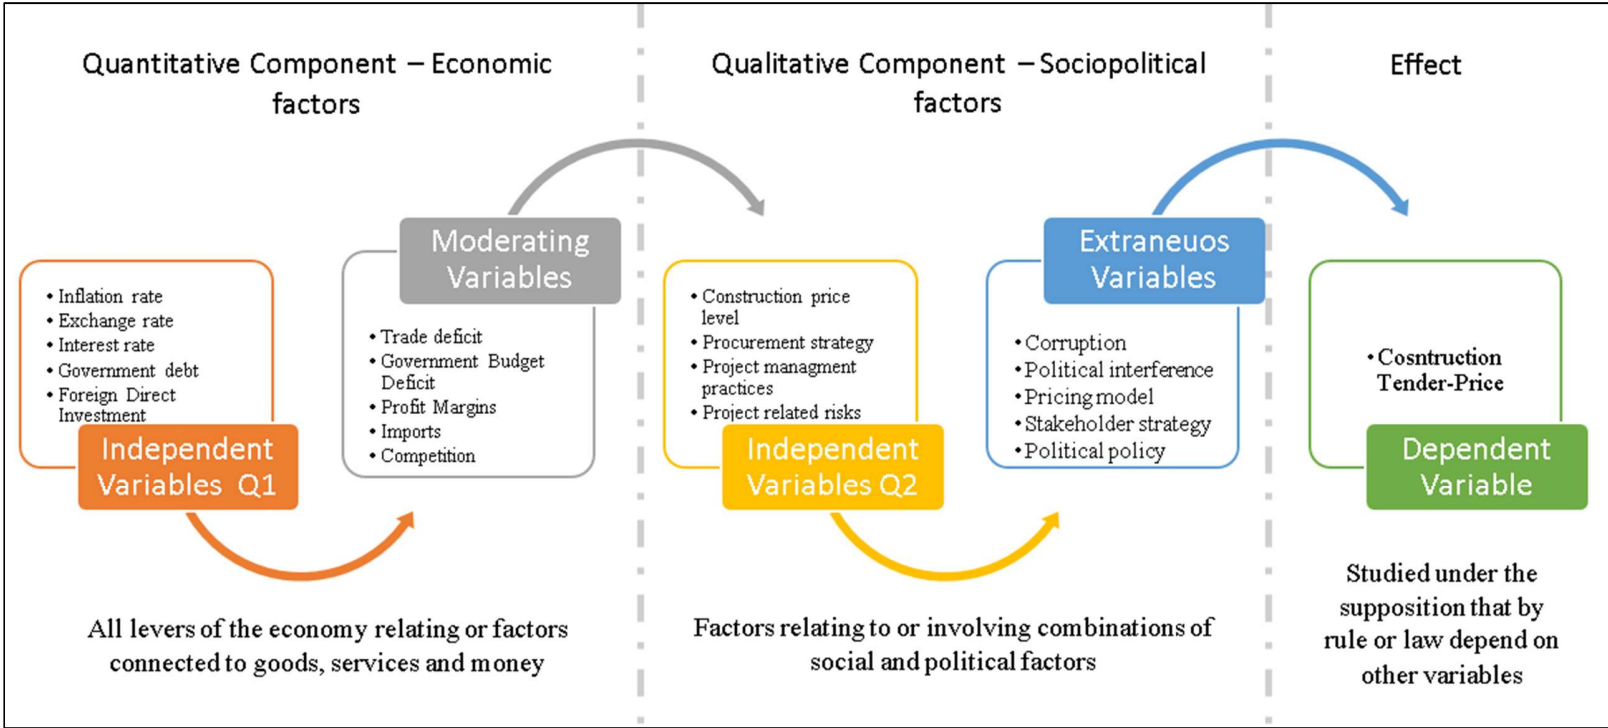 Quantitative Component – Economic
factors
Qualitative Component – Sociopolitical
factors
Effect
• Inflation rate
• Exchange rate
• Interest rate
• Government debt
• Foreign Direct
Investment
Independent
Variables Q1
Moderating
Variables
• Trade deficit
• Government Budget
Deficit
• Profit Margins
• Imports
• Competition
• Construction price
level
• Procurement strategy
• Project managment
practices
• Project related risks
Independent
Variables Q2
Extraneuos
Variables
• Corruption
• Political interference
• Pricing model
• Stakeholder strategy
• Political policy
• Cosntruction
Tender-Price
Dependent
Variable
All levers of the economy relating or factors
connected to goods, services and money
Factors relating to or involving combinations of
social and political factors
Studied under the
supposition that by
rule or law depend on
other variables